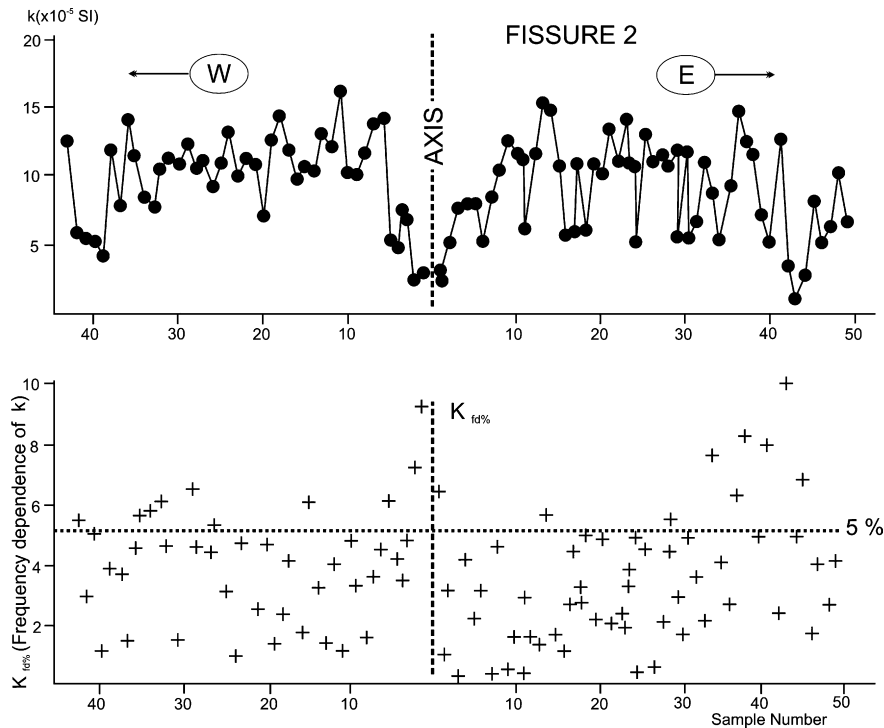 k(x10⁻⁵ SI)
FISSURE 2
20
W
E
15
AXIS
10
5
40 30 20 10 10 20 30 40 50
K fd% (Frequency dependence of k)
10
K fd%
8
6
5 %
4
2
40 30 20 10 10 20 30 40 50
Sample Number